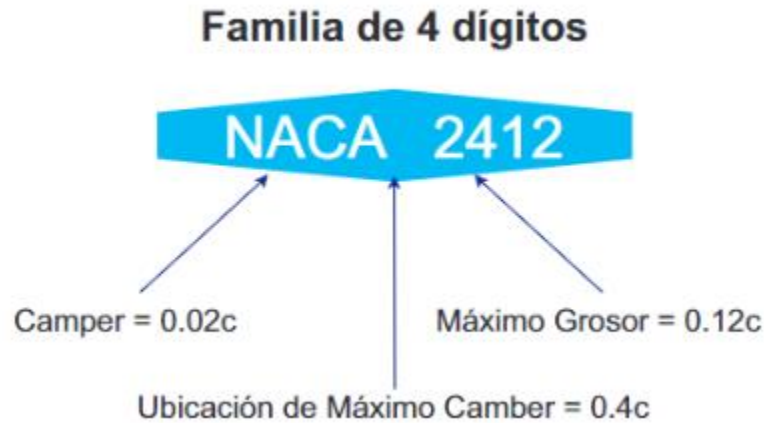 Familia de 4 dígitos
NACA 2412
Camper = 0.02c
Máximo Grosor = 0.12c
Ubicación de Máximo Camber = 0.4c